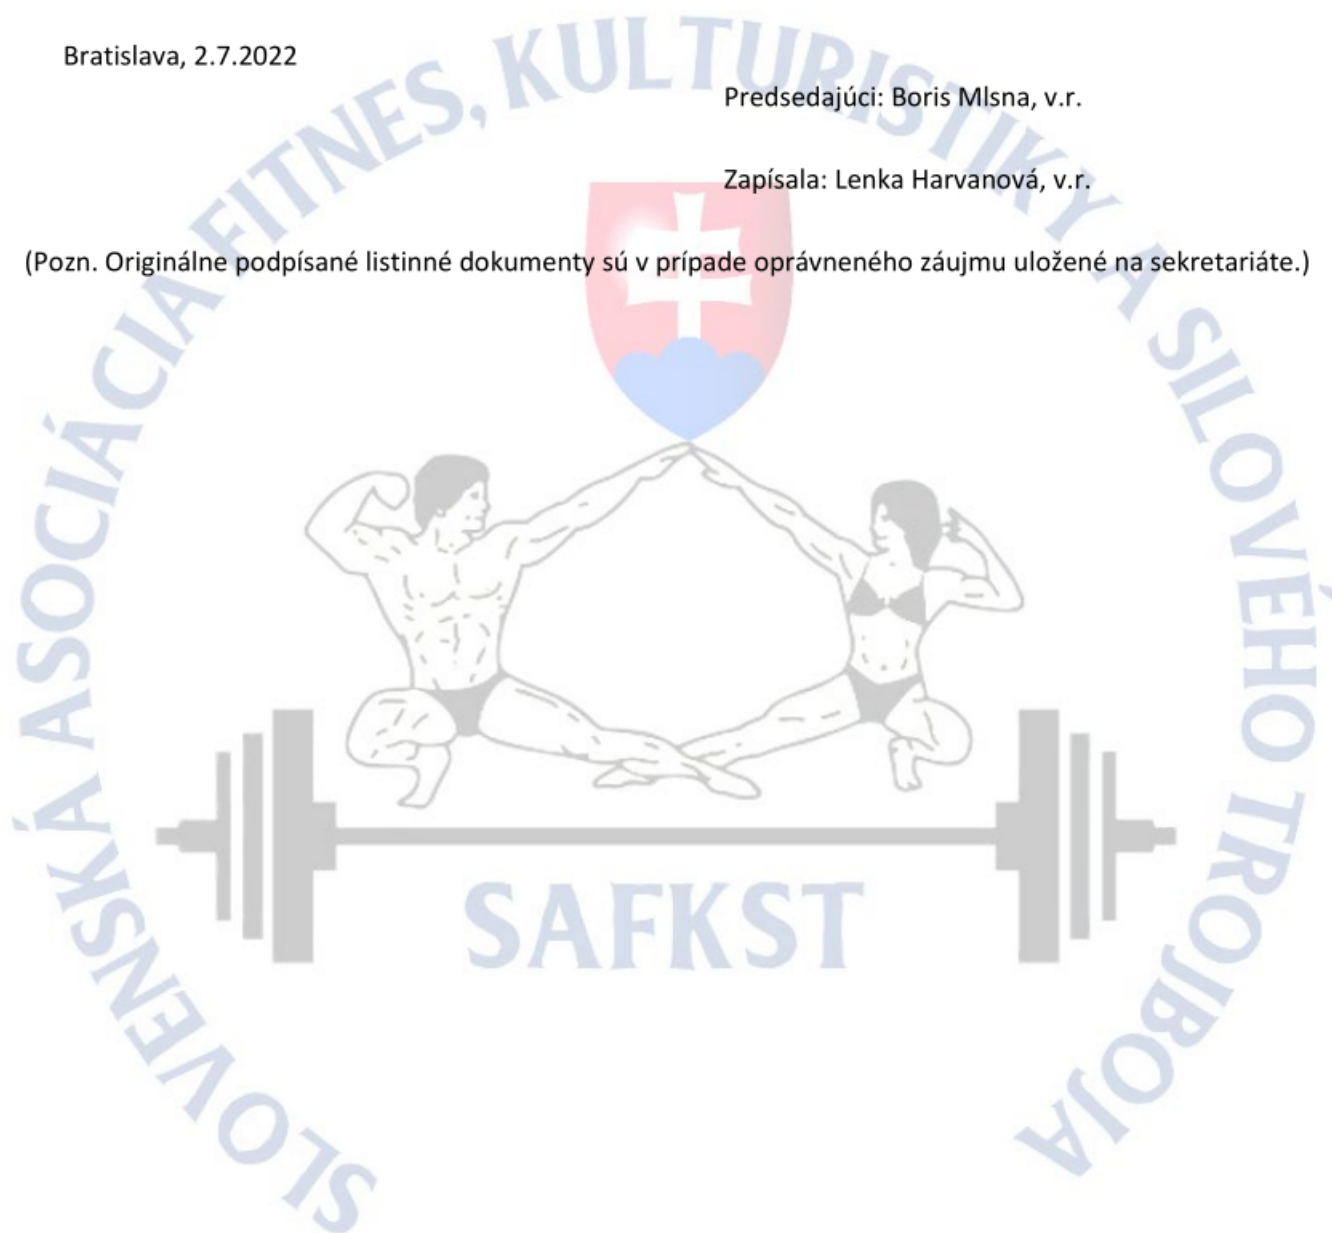 Bratislava, 2.7.2022
Predsedajúci: Boris Mlsna, v.r.
Zapísala: Lenka Harvanová, v.r.
(Pozn. Originálne podpísané listinné dokumenty sú v prípade oprávneného záujmu uložené na sekretariáte.)
SLOVENSKÁ ASOCIÁCIA FITNES, KULTURISTIKY A SILOVÉHO TROJBOJA
SAFKST